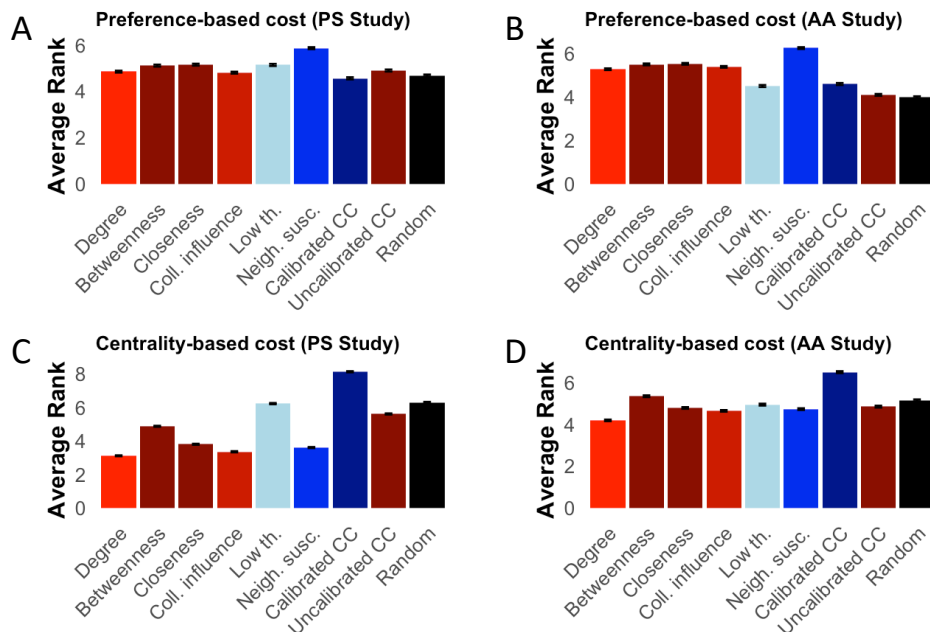 A
Preference-based cost (PS Study)
Average Rank
6
4
2
0
Degree
Betweenness
Closeness
Coll. influence
Low th.
Neigh. susc.
Calibrated CC
Uncalibrated CC
Random
B
Preference-based cost (AA Study)
Average Rank
6
4
2
0
Degree
Betweenness
Closeness
Coll. influence
Low th.
Neigh. susc.
Calibrated CC
Uncalibrated CC
Random
C
Centrality-based cost (PS Study)
Average Rank
8
6
4
2
0
Degree
Betweenness
Closeness
Coll. influence
Low th.
Neigh. susc.
Calibrated CC
Uncalibrated CC
Random
D
Centrality-based cost (AA Study)
Average Rank
6
4
2
0
Degree
Betweenness
Closeness
Coll. influence
Low th.
Neigh. susc.
Calibrated CC
Uncalibrated CC
Random